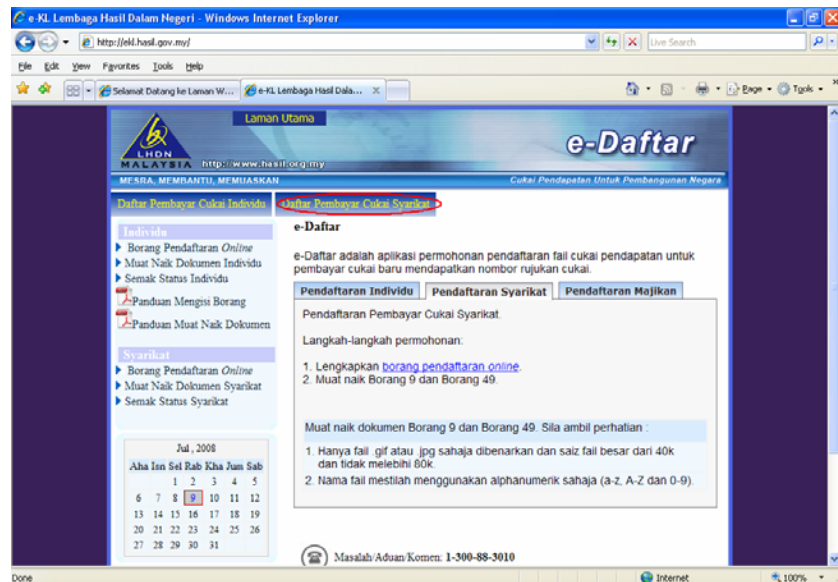 e-KL Lembaga Hasil Dalam Negeri - Windows Internet Explorer
http://ekl.hasil.gov.my/
Live Search
File Edit View Favorites Tools Help
Selamat Datang ke Laman W...
e-KL Lembaga Hasil Dala...
Page
Tools
Laman Utama
LHDN
MALAYSIA
http://www.hasil.org.my
e-Daftar
MESRA, MEMBANTU, MEMUASKAN
Cukai Pendapatan Untuk Pembangunan Negara
Daftar Pembayar Cukai Individu
Daftar Pembayar Cukai Syarikat
Individu
Borang Pendaftaran Online
Muat Naik Dokumen Individu
Semak Status Individu
Panduan Mengisi Borang
Panduan Muat Naik Dokumen
Syarikat
Borang Pendaftaran Online
Muat Naik Dokumen Syarikat
Semak Status Syarikat
Jul , 2008
Aha Isn Sel Rab Kha Jum Sab
1 2 3 4 5
6 7 8 9 10 11 12
13 14 15 16 17 18 19
20 21 22 23 24 25 26
27 28 29 30 31
e-Daftar
e-Daftar adalah aplikasi permohonan pendaftaran fail cukai pendapatan untuk
pembayar cukai baru mendapatkan nombor rujukan cukai.
Pendaftaran Individu
Pendaftaran Syarikat
Pendaftaran Majikan
Pendaftaran Pembayar Cukai Syarikat.
Langkah-langkah permohonan:
1. Lengkapkan borang pendaftaran online.
2. Muat naik Borang 9 dan Borang 49.
Muat naik dokumen Borang 9 dan Borang 49. Sila ambil perhatian :
1. Hanya fail .gif atau .jpg sahaja dibenarkan dan saiz fail besar dari 40k
dan tidak melebihi 80k.
2. Nama fail mestilah menggunakan alphanumerik sahaja (a-z, A-Z dan 0-9).
Masalah/Aduan/Komen: 1-300-88-3010
Done
Internet
100%